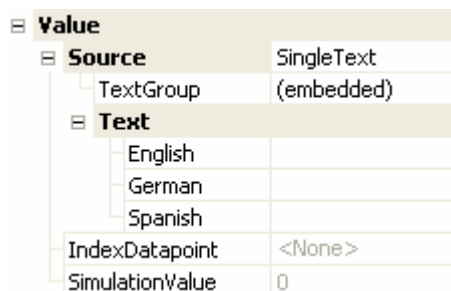 Value
Source SingleText
TextGroup (embedded)
Text
English
German
Spanish
IndexDatapoint <None>
SimulationValue 0